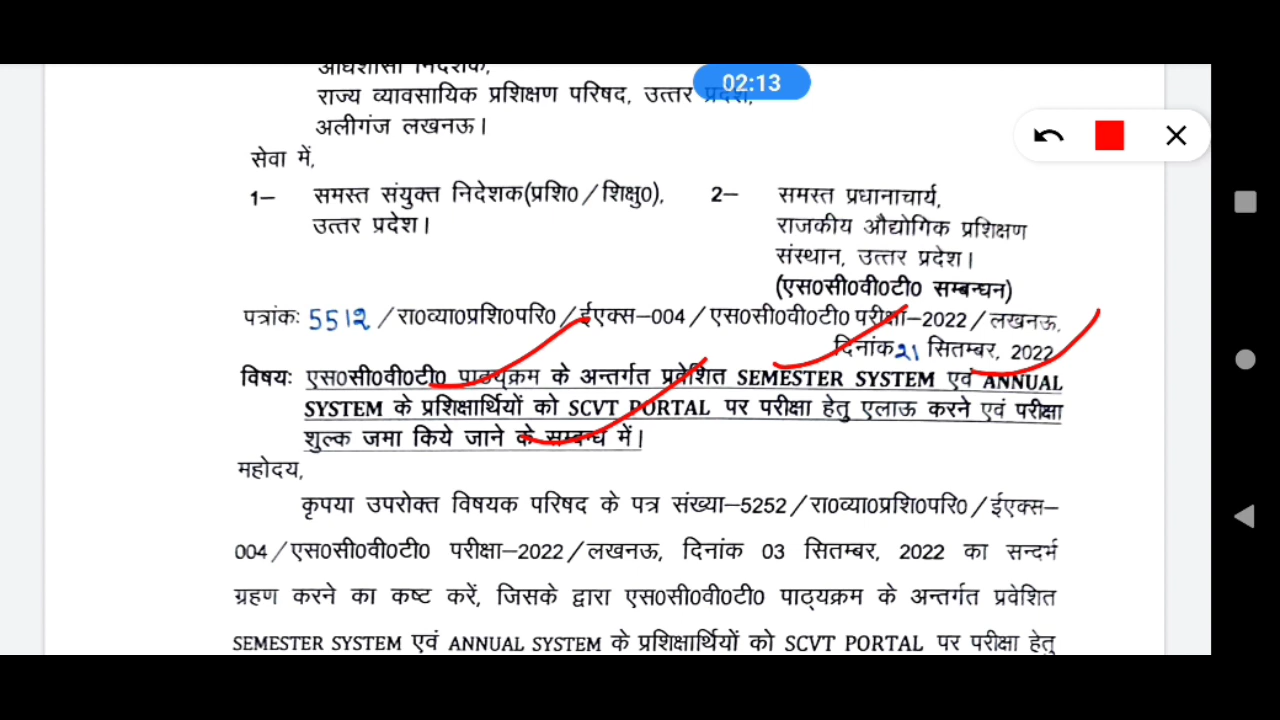 अधिशासी निदेशक,
02:13
राज्य व्यावसायिक प्रशिक्षण परिषद, उत्तर प्रदेश,
अलीगंज लखनऊ।
सेवा में,
1– समस्त संयुक्त निदेशक(प्रशि0/शिक्षु0), 2– समस्त प्रधानाचार्य,
उत्तर प्रदेश। राजकीय औद्योगिक प्रशिक्षण
संस्थान, उत्तर प्रदेश।
(एस0सी0वी0टी0 सम्बन्धन)
पत्रांकः 5512 /रा0व्या0प्रशि0परि0/ईएक्स–004/एस0सी0वी0टी0 परीक्षा–2022/लखनऊ,
दिनांक 21 सितम्बर, 2022
विषयः एस0सी0वी0टी0 पाठ्यक्रम के अन्तर्गत प्रवेशित SEMESTER SYSTEM एवं ANNUAL
SYSTEM के प्रशिक्षार्थियों को SCVT PORTAL पर परीक्षा हेतु एलाऊ करने एवं परीक्षा
शुल्क जमा किये जाने के सम्बन्ध में।
महोदय,
कृपया उपरोक्त विषयक परिषद के पत्र संख्या–5252/रा0व्या0प्रशि0परि0/ईएक्स–
004/एस0सी0वी0टी0 परीक्षा–2022/लखनऊ, दिनांक 03 सितम्बर, 2022 का सन्दर्भ
ग्रहण करने का कष्ट करें, जिसके द्वारा एस0सी0वी0टी0 पाठ्यक्रम के अन्तर्गत प्रवेशित
SEMESTER SYSTEM एवं ANNUAL SYSTEM के प्रशिक्षार्थियों को SCVT PORTAL पर परीक्षा हेतु